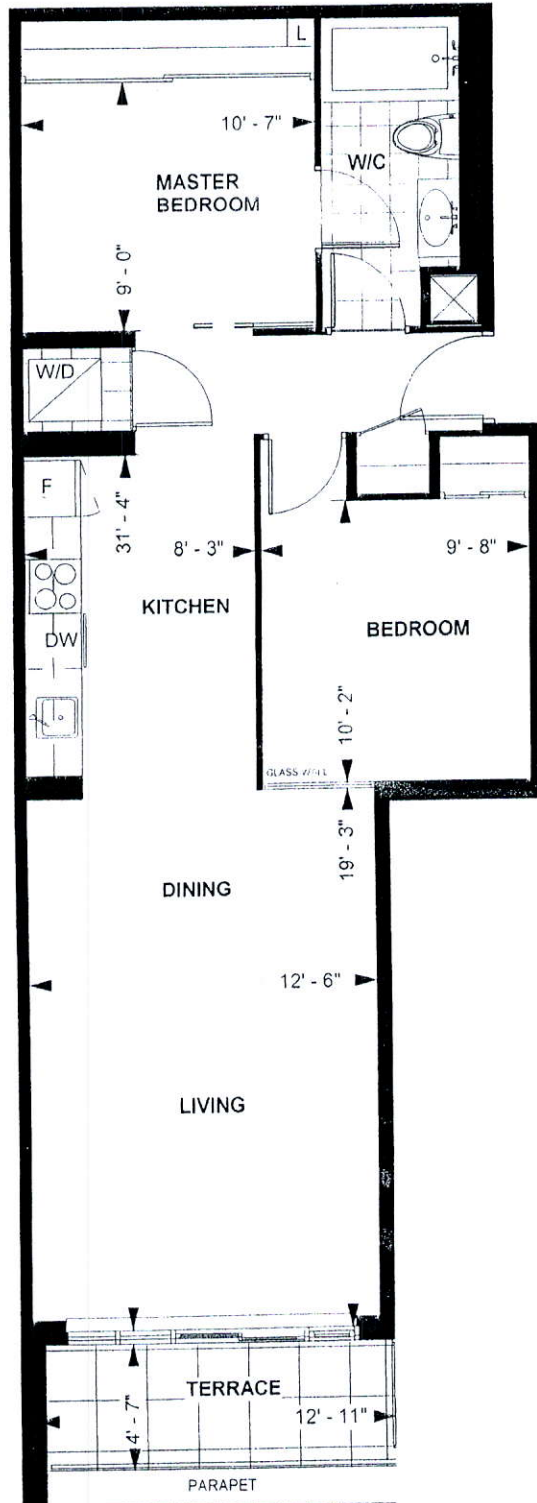 L
10' - 7"
W/C
MASTER
BEDROOM
9' - 0"
W/D
F
31' - 4"
8' - 3"
9' - 8"
KITCHEN
BEDROOM
DW
10' - 2"
GLASS WALL
19' - 3"
DINING
12' - 6"
LIVING
TERRACE
4' - 7"
12' - 11"
PARAPET